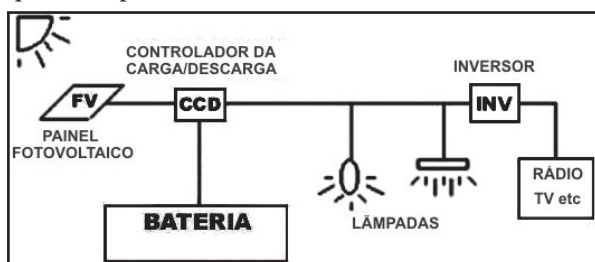 CONTROLADOR DA
CARGA/DESCARGA
INVERSOR
FV
CCD
INV
PAINEL
FOTOVOLTAICO
BATERIA
LÂMPADAS
RÁDIO
TV etc